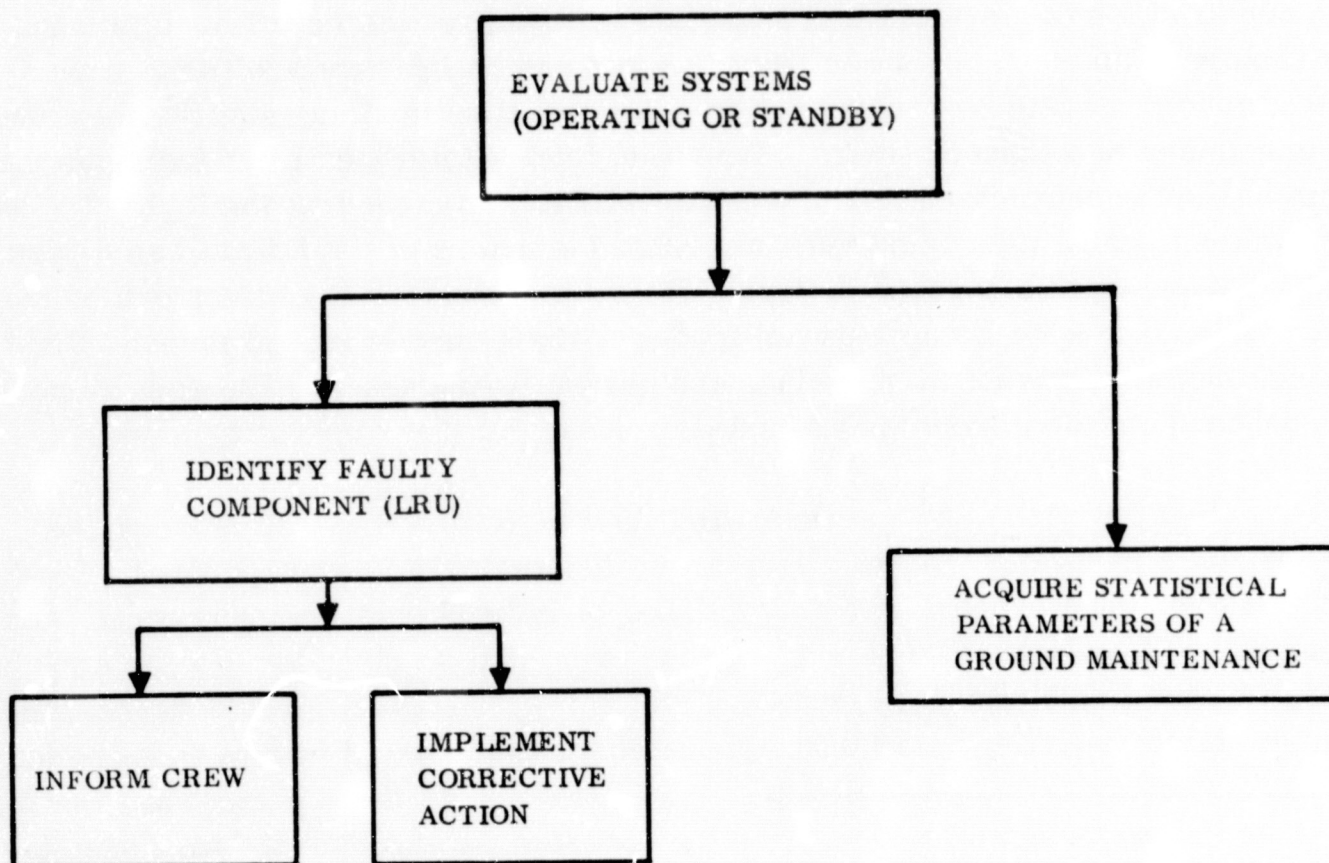 EVALUATE SYSTEMS
(OPERATING OR STANDBY)
IDENTIFY FAULTY
COMPONENT (LRU)
ACQUIRE STATISTICAL
PARAMETERS OF A
GROUND MAINTENANCE
INFORM CREW
IMPLEMENT
CORRECTIVE
ACTION